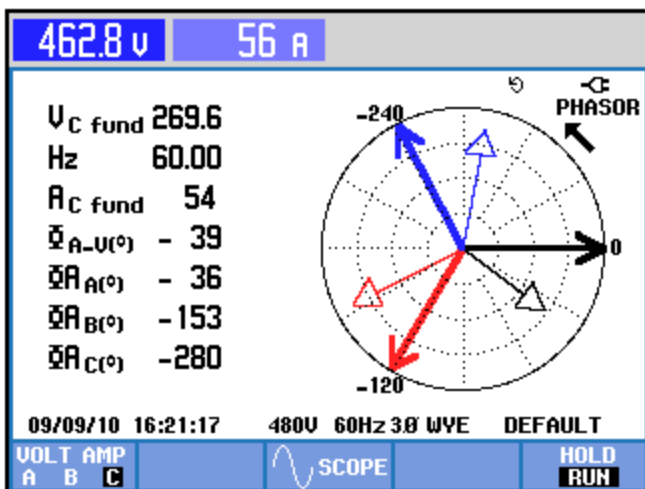 462.8 V
56 A
PHASOR
V C fund 269.6
Hz 60.00
A C fund 54
Φ A-V(°) - 39
ΦA A(°) - 36
ΦA B(°) -153
ΦA C(°) -280
-240
0
-120
09/09/10 16:21:17 480V 60Hz 3Ø WYE DEFAULT
VOLT AMP
A B C
SCOPE
HOLD
RUN